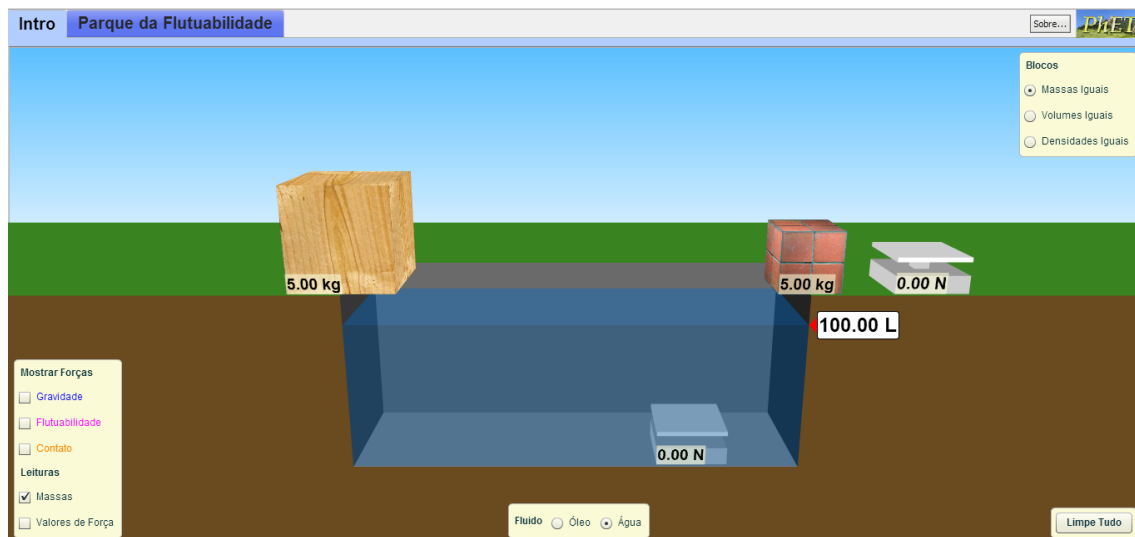 Intro
Parque da Flutuabilidade
Sobre...
PhET
Blocos
Massas Iguais
Volumes Iguais
Densidades Iguais
5.00 kg
5.00 kg
0.00 N
100.00 L
0.00 N
Mostrar Forças
Gravidade
Flutuabilidade
Contato
Leituras
Massas
Valores de Força
Fluido
Óleo
Água
Limpe Tudo